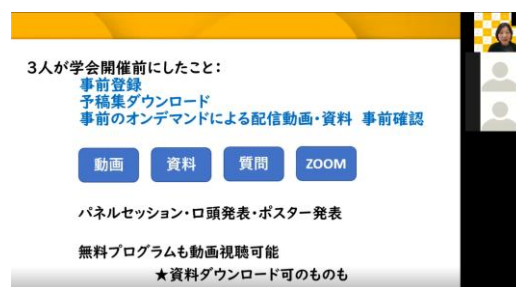 3人が学会開催前にしたこと：
事前登録
予稿集ダウンロード
事前のオンデマンドによる配信動画・資料 事前確認
動画 資料 質問 ZOOM
パネルセッション・口頭発表・ポスター発表
無料プログラムも動画視聴可能
★資料ダウンロード可のものも